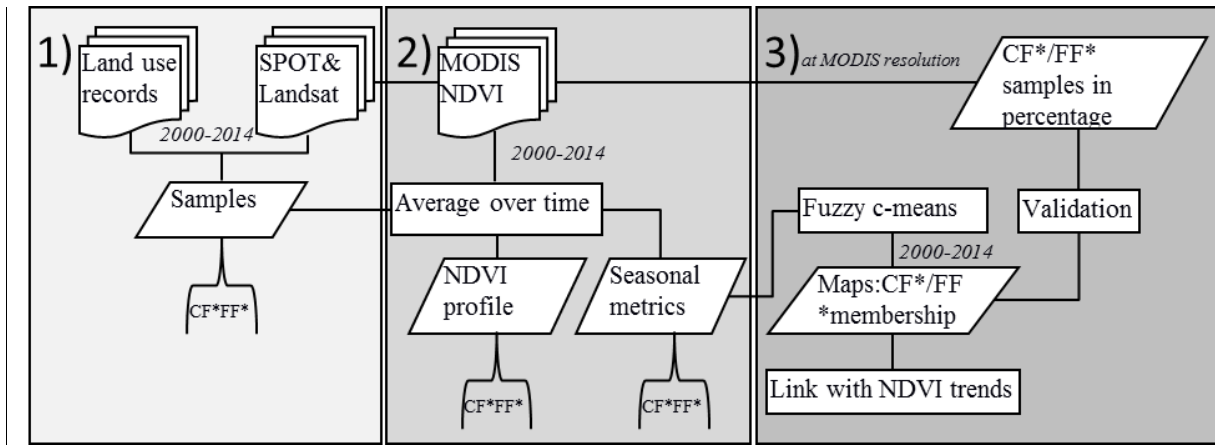 1)
Land use
records
SPOT&
Landsat
2000-2014
Samples
CF*FF*
2)
MODIS
NDVI
2000-2014
Average over time
NDVI
profile
Seasonal
metrics
CF*FF*
CF*FF*
3) at MODIS resolution
CF*/FF*
samples in
percentage
Fuzzy c-means
Validation
2000-2014
Maps:CF*/FF
*membership
Link with NDVI trends